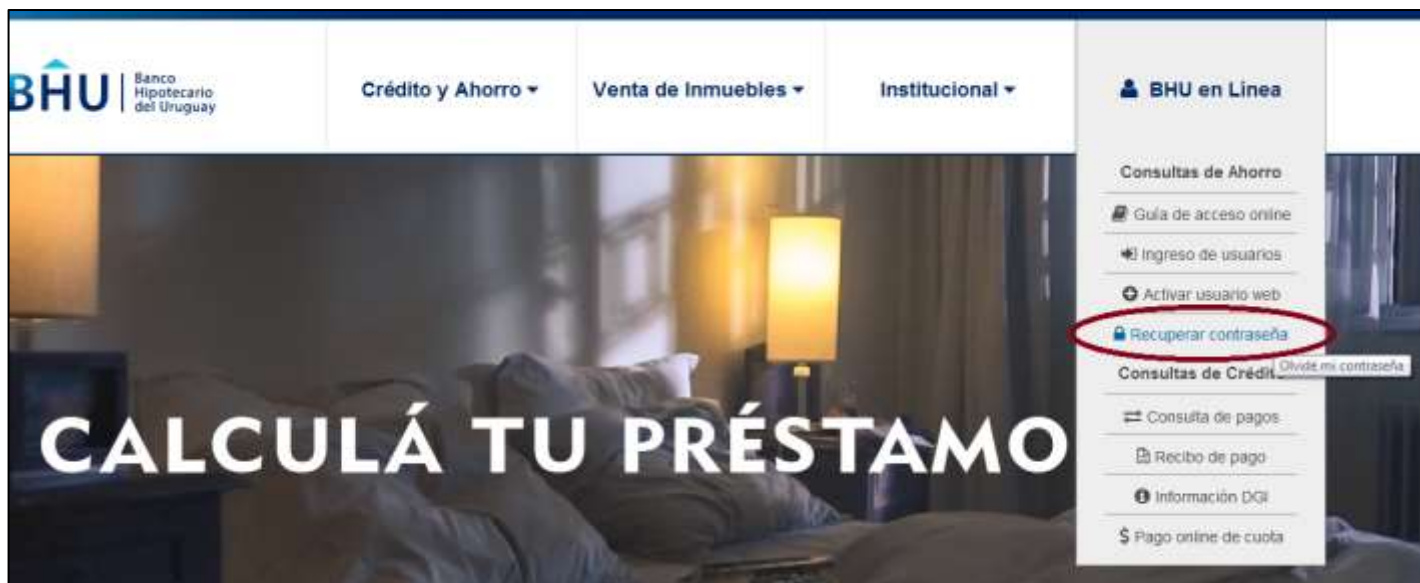 BHU
Banco
Hipotecario
del Uruguay
Crédito y Ahorro
Venta de Inmuebles
Institucional
BHU en Linea
Consultas de Ahorro
Guía de acceso online
Ingreso de usuarios
Activar usuario web
Recuperar contraseña
Olvidé mi contraseña
Consultas de Crédito
Consulta de pagos
Recibo de pago
Información DGI
$ Pago online de cuota
CALCULÁ TU PRÉSTAMO